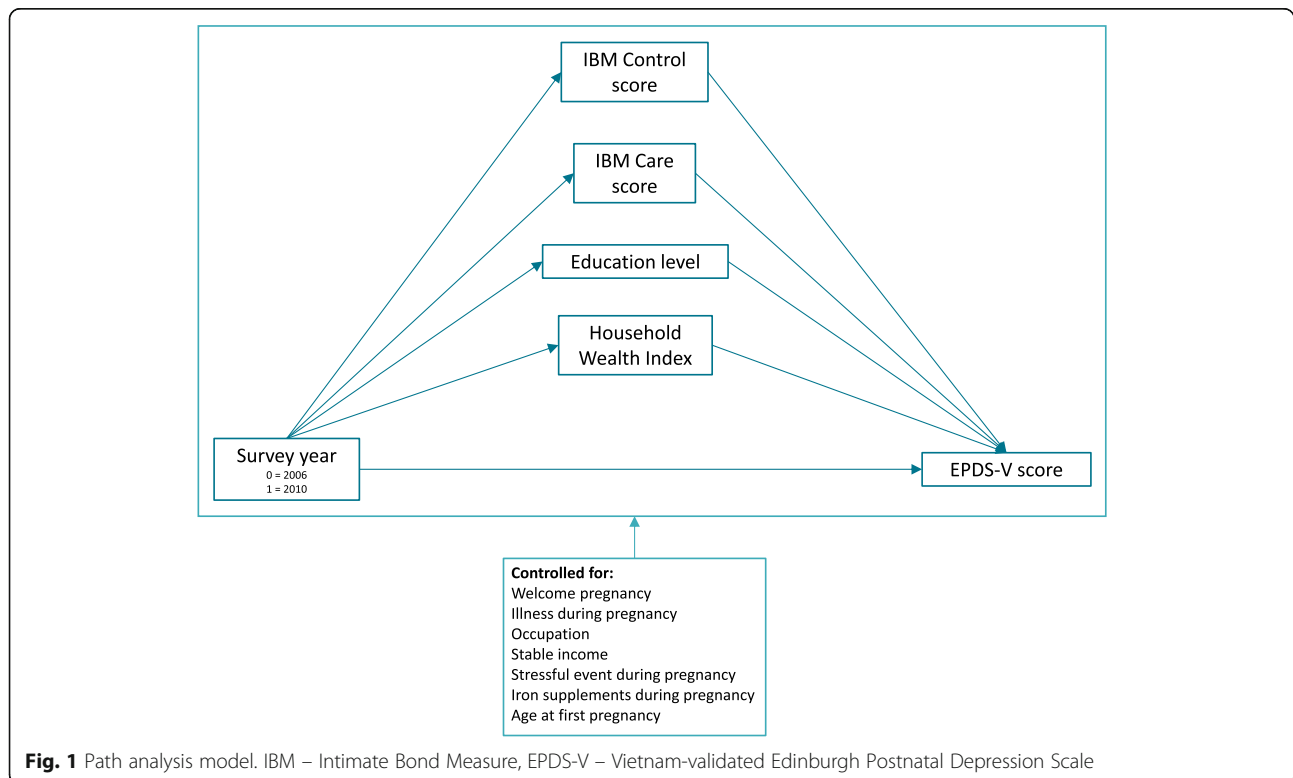 IBM Control
score
IBM Care
score
Education level
Household
Wealth Index
Survey year
0 = 2006
1 = 2010
EPDS-V score
Controlled for:
Welcome pregnancy
Illness during pregnancy
Occupation
Stable income
Stressful event during pregnancy
Iron supplements during pregnancy
Age at first pregnancy
Fig. 1 Path analysis model. IBM – Intimate Bond Measure, EPDS-V – Vietnam-validated Edinburgh Postnatal Depression Scale